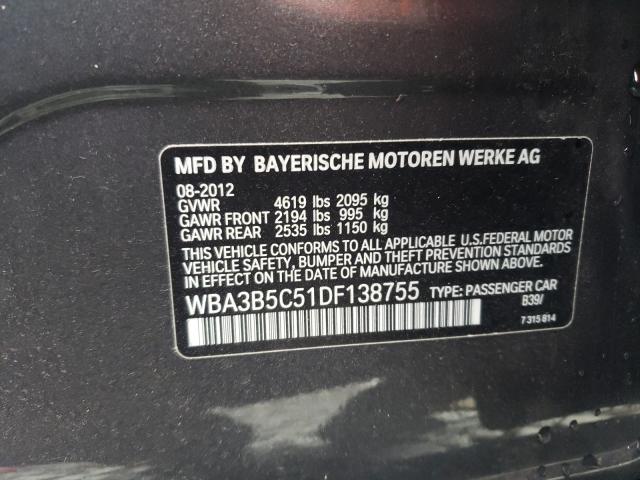 MFD BY BAYERISCHE MOTOREN WERKE AG
08-2012
GVWR 4619 lbs 2095 kg
GAWR FRONT 2194 lbs 995 kg
GAWR REAR 2535 lbs 1150 kg
THIS VEHICLE CONFORMS TO ALL APPLICABLE U.S.FEDERAL MOTOR
VEHICLE SAFETY, BUMPER, AND THEFT PREVENTION STANDARDS
IN EFFECT ON THE DATE OF MANUFACTURE SHOWN ABOVE.
WBA3B5C51DF138755 TYPE: PASSENGER CAR
B39/
7 315 814